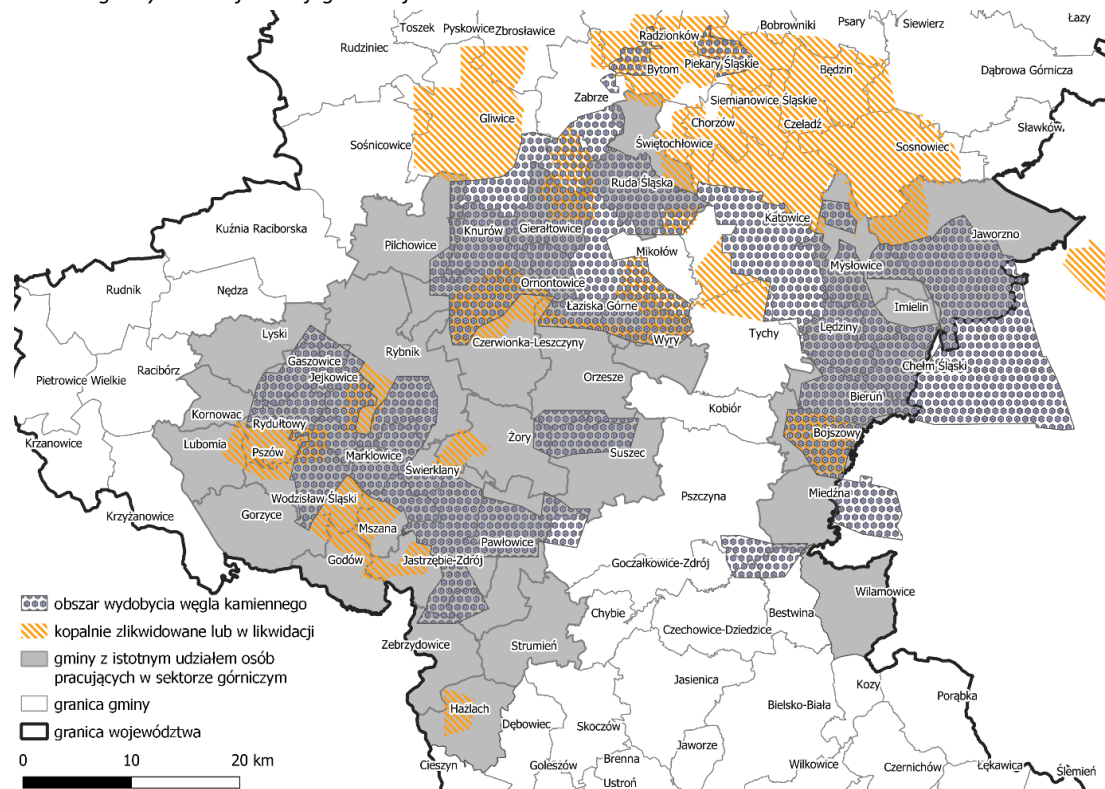 Toszek
Pyskowice
Zbrosławice
Radzionków
Bobrowniki
Psary
Siewierz
Łazy
Rudziniec
Bytom
Piekary Śląskie
Będzin
Dąbrowa Górnicza
Zabrze
Siemianowice Śląskie
Gliwice
Chorzów
Czeladź
Sławków
Sośnicowice
Świętochłowice
Sosnowiec
Ruda Śląska
Kuźnia Raciborska
Knurów
Gierałtowice
Katowice
Jaworzno
Pilchowice
Mikołów
Mysłowice
Rudnik
Nędza
Ornontowice
Łaziska Górne
Imielin
Lyski
Czerwionka-Leszczyny
Wyry
Tychy
Lędziny
Gaszowice
Rybnik
Chełm Śląski
Pietrowice Wielkie
Racibórz
Jejkowice
Orzesze
Bieruń
Kornowac
Kobiór
Krzanowice
Lubomia
Rydułtowy
Pszów
Marklowice
Żory
Suszec
Bojszowy
Świerklany
Krzyżanowice
Gorzyce
Wodzisław Śląski
Mszana
Pszczyna
Miedźna
Godów
Jastrzębie-Zdrój
Pawłowice
Goczałkowice-Zdrój
Wilamowice
Chybie
Bestwina
Czechowice-Dziedzice
Zebrzydowice
Strumień
Jasienica
Kozy
Porąbka
Bielsko-Biała
Hażlach
Dębowiec
Skoczów
Jaworze
Cieszyn
Goleszów
Brenna
Ustroń
Wilkowice
Czernichów
Łękawica
Ślemień
obszar wydobycia węgla kamiennego
kopalnie zlikwidowane lub w likwidacji
gminy z istotnym udziałem osób
pracujących w sektorze górniczym
granica gminy
granica województwa
0 10 20 km